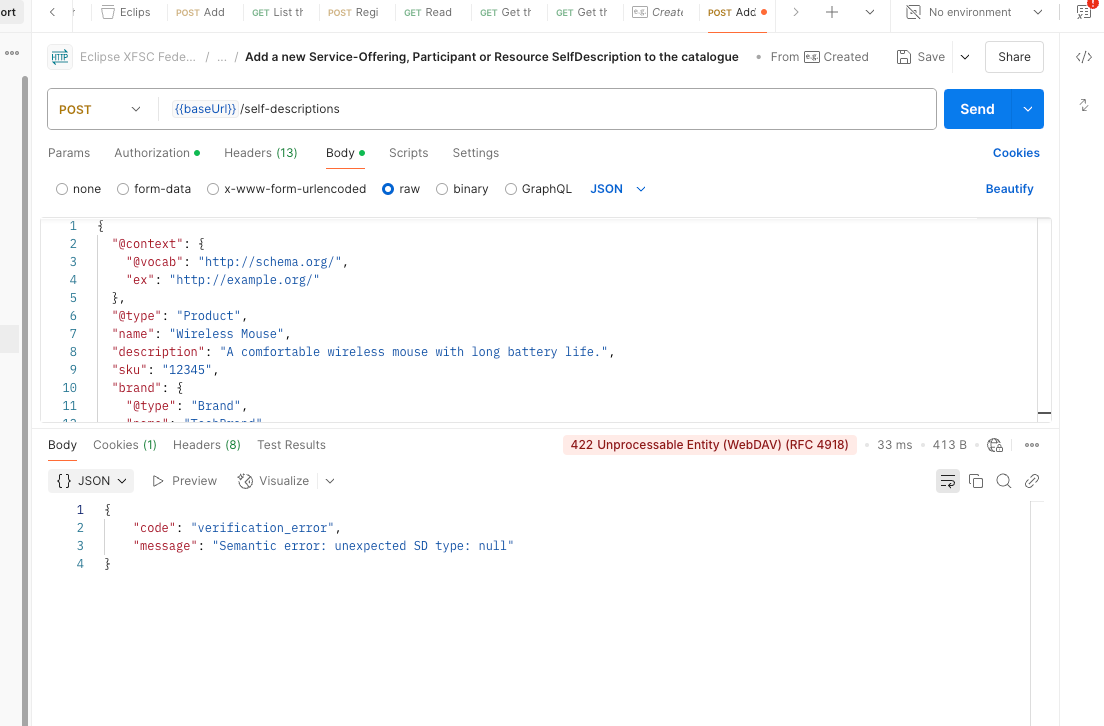 ort
Eclips
POST Add
GET List th
POST Regi
GET Read
GET Get th
GET Get th
e.g. Create
POST Add
No environment
HTTP
Eclipse XFSC Fede... / ... / Add a new Service-Offering, Participant or Resource SelfDescription to the catalogue • From e.g. Created
Save
Share
POST
{{baseUrl}} /self-descriptions
Send
Params
Authorization
Headers (13)
Body
Scripts
Settings
Cookies
none
form-data
x-www-form-urlencoded
raw
binary
GraphQL
JSON
Beautify
1 {
2 "@context": {
3 "@vocab": "http://schema.org/",
4 "ex": "http://example.org/"
5 },
6 "@type": "Product",
7 "name": "Wireless Mouse",
8 "description": "A comfortable wireless mouse with long battery life.",
9 "sku": "12345",
10 "brand": {
11 "@type": "Brand",
12 "name": "TechBrand"
Body
Cookies (1)
Headers (8)
Test Results
422 Unprocessable Entity (WebDAV) (RFC 4918) • 33 ms • 413 B
{} JSON
Preview
Visualize
1 {
2 "code": "verification_error",
3 "message": "Semantic error: unexpected SD type: null"
4 }